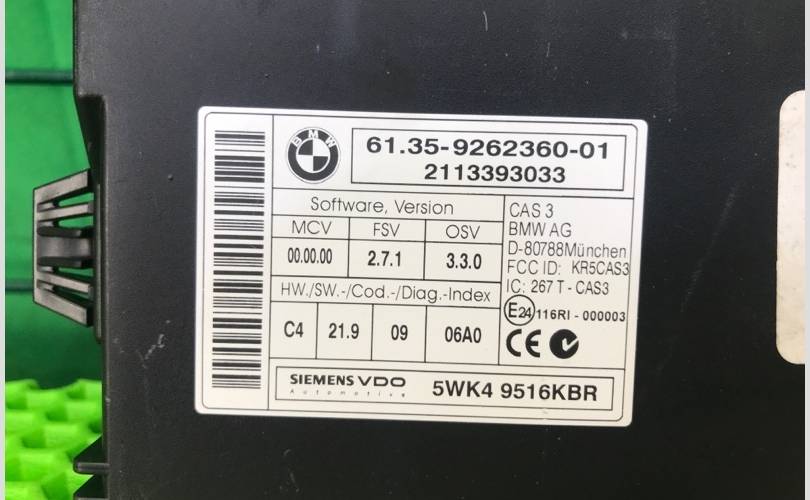 BMW
61.35-9262360-01
2113393033
Software, Version
MCV FSV OSV
00.00.00 2.7.1 3.3.0
HW./SW.-/Cod.-/Diag.-Index
C4 21.9 09 06A0
CAS 3
BMW AG
D-80788München
FCC ID: KR5CAS3
IC: 267 T - CAS3
E24 116RI - 000003
CE
SIEMENS VDO
Automotive
5WK4 9516KBR